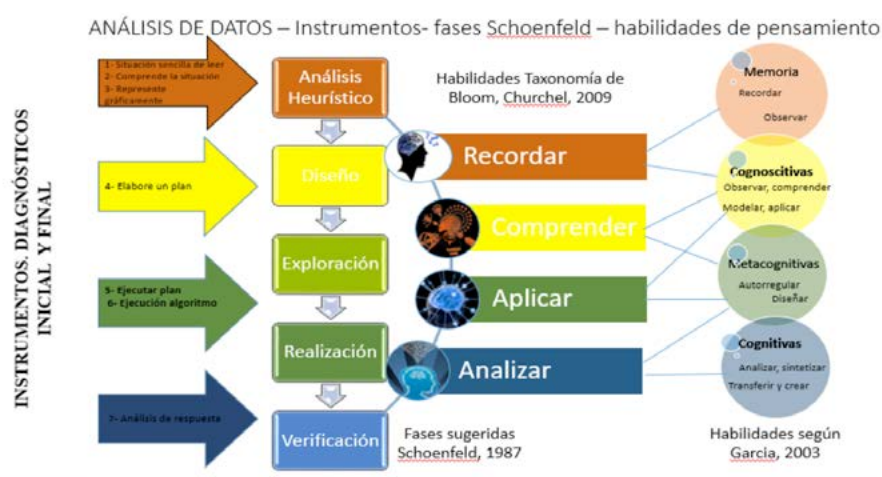 ANÁLISIS DE DATOS – Instrumentos- fases Schoenfeld – habilidades de pensamiento
INSTRUMENTOS. DIAGNÓSTICOS
INICIAL Y FINAL
1- Situación sencilla de leer
2- Comprende la situación
3- Represente
gráficamente
4- Elabore un plan
5- Ejecutar plan
6- Ejecución algoritmo
7- Análisis de respuesta
Análisis
Heurístico
Diseño
Exploración
Realización
Verificación
Habilidades Taxonomía de
Bloom, Churchel, 2009
Recordar
Comprender
Aplicar
Analizar
Fases sugeridas
Schoenfeld, 1987
Memoria
Recordar
Observar
Cognoscitivas
Observar, comprender
Modelar, aplicar
Metacognitivas
Autorregular
Diseñar
Cognitivas
Analizar, sintetizar
Transferir y crear
Habilidades según
Garcia, 2003